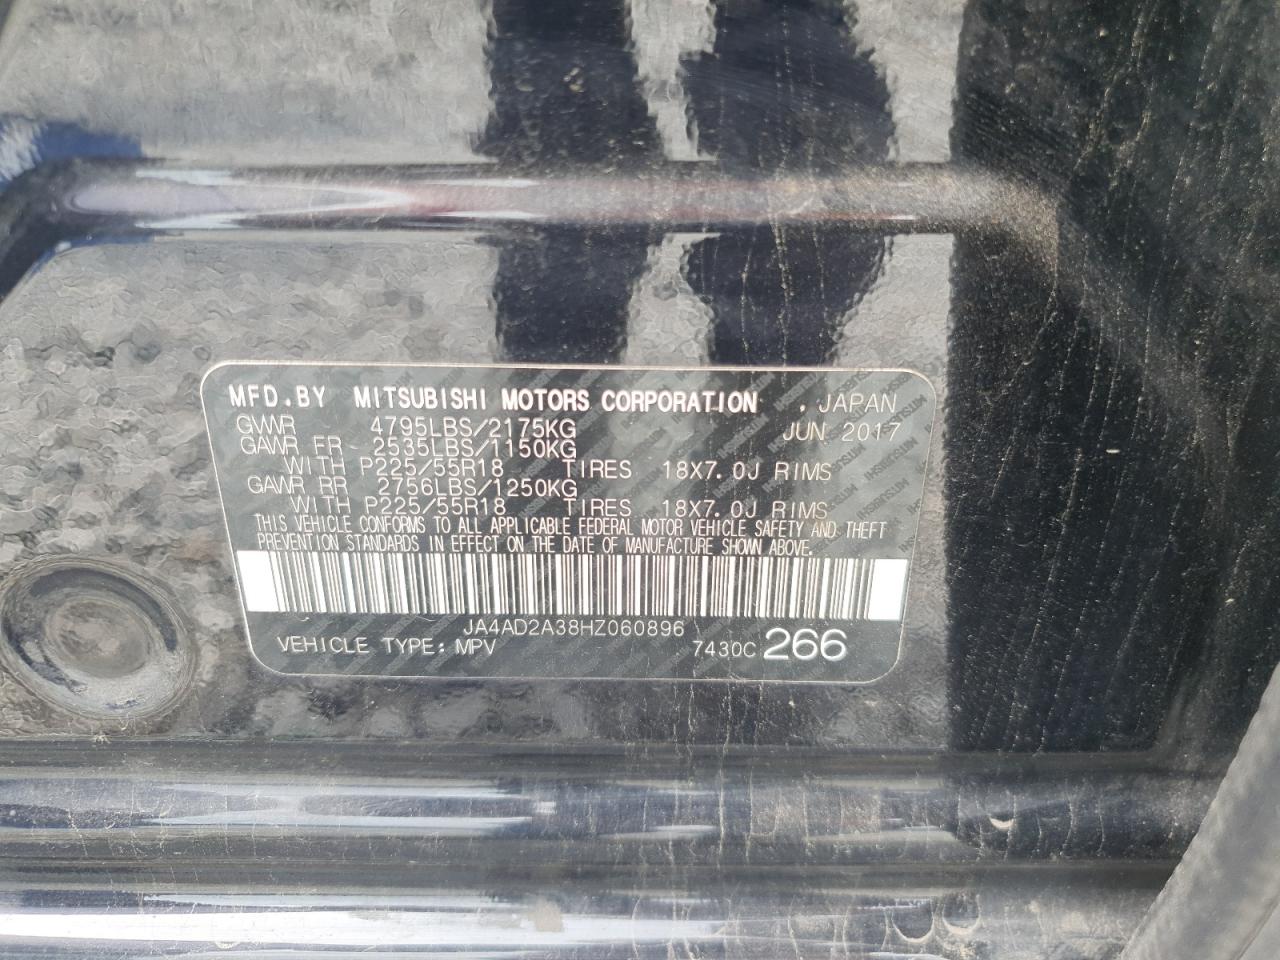 MFD.BY MITSUBISHI MOTORS CORPORATION , JAPAN
GVWR 4795LBS/2175KG JUN 2017
GAWR FR 2535LBS/1150KG
WITH P225/55R18 TIRES 18X7.0J RIMS
GAWR RR 2756LBS/1250KG
WITH P225/55R18 TIRES 18X7.0J RIMS
THIS VEHICLE CONFORMS TO ALL APPLICABLE FEDERAL MOTOR VEHICLE SAFETY AND THEFT
PREVENTION STANDARDS IN EFFECT ON THE DATE OF MANUFACTURE SHOWN ABOVE.
JA4AD2A38HZ060896
VEHICLE TYPE: MPV 7430C 266